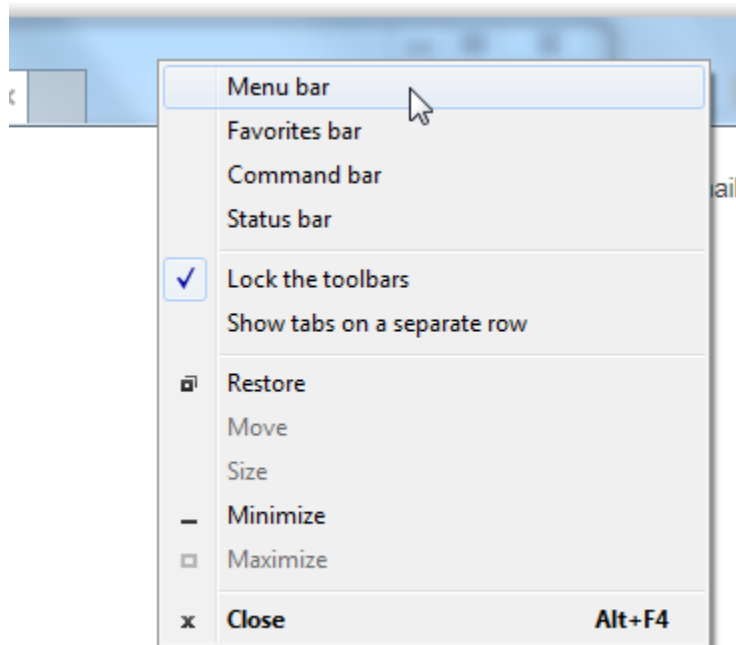 Menu bar
Favorites bar
Command bar
Status bar
Lock the toolbars
Show tabs on a separate row
Restore
Move
Size
Minimize
Maximize
Close Alt+F4